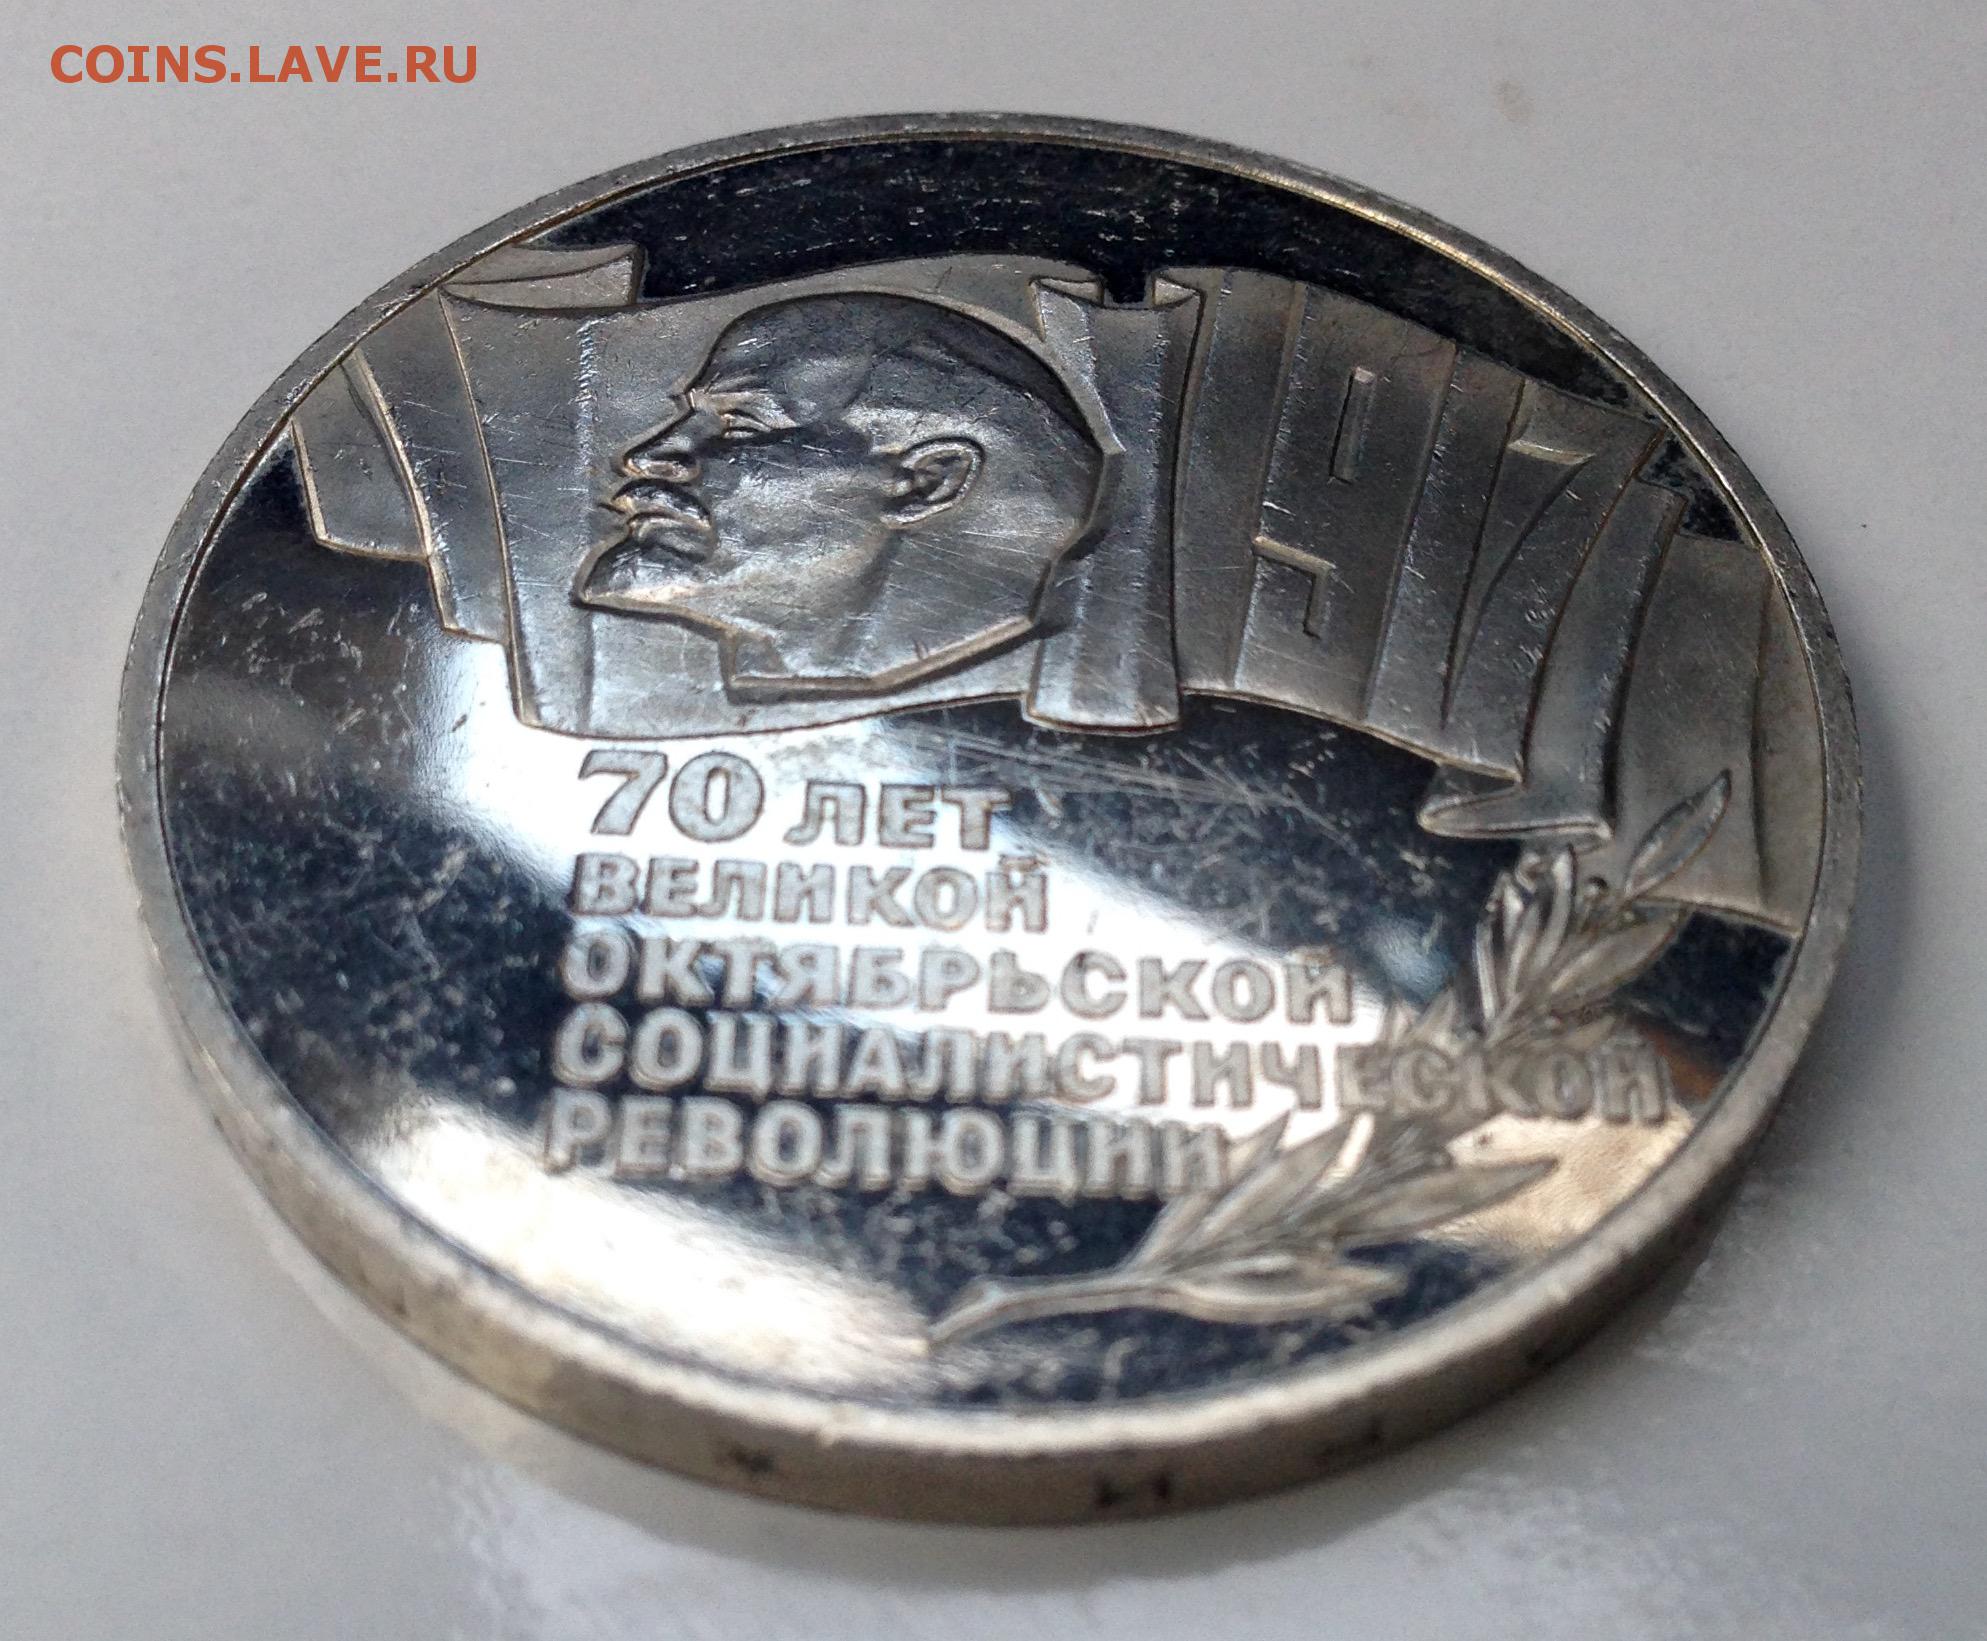 COINS.LAVE.RU
1917
70 ЛЕТ
ВЕЛИКОЙ
ОКТЯБРЬСКОЙ
СОЦИАЛИСТИЧЕСКОЙ
РЕВОЛЮЦИИ